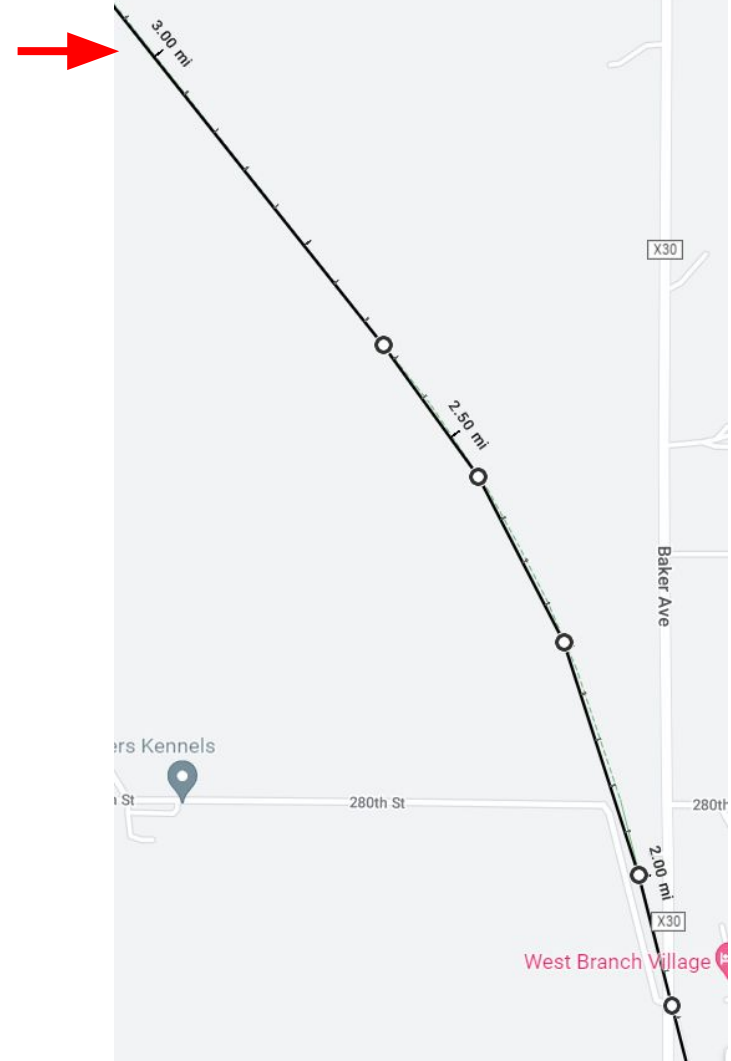 3.00 mi
X30
2.50 mi
Baker Ave
ers Kennels
St
280th St
280th
2.00 mi
X30
West Branch Village